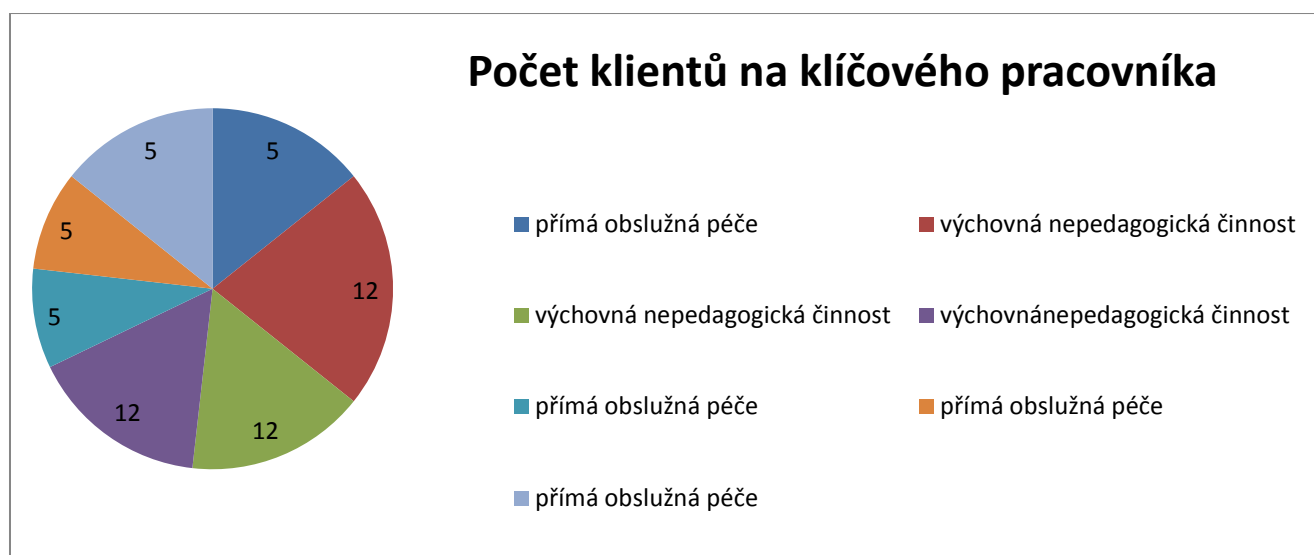 Počet klientů na klíčového pracovníka
5
5
12
12
12
5
5
přímá obslužná péče
výchovná nepedagogická činnost
výchovná nepedagogická činnost
výchovnánepedagogická činnost
přímá obslužná péče
přímá obslužná péče
přímá obslužná péče